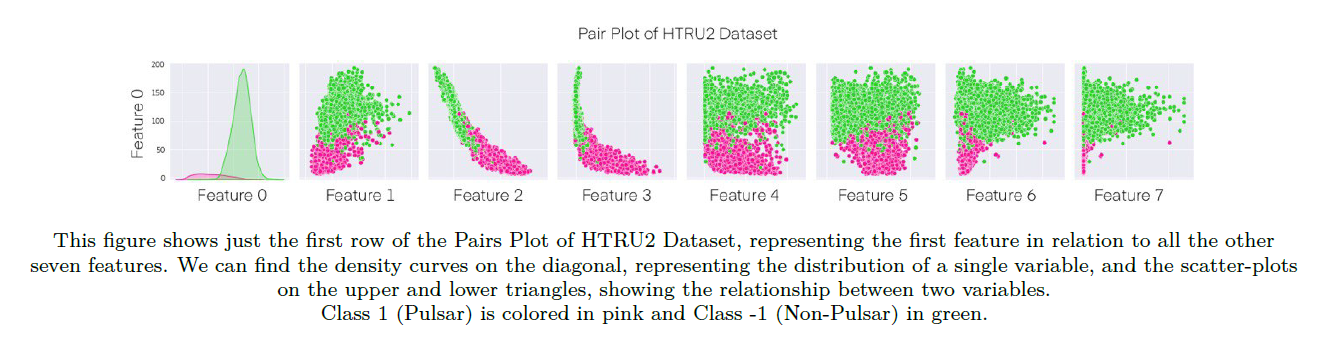 Pair Plot of HTRU2 Dataset
Feature 0
200
150
100
50
0
Feature 0 Feature 1 Feature 2 Feature 3 Feature 4 Feature 5 Feature 6 Feature 7
This figure shows just the first row of the Pairs Plot of HTRU2 Dataset, representing the first feature in relation to all the other
seven features. We can find the density curves on the diagonal, representing the distribution of a single variable, and the scatter-plots
on the upper and lower triangles, showing the relationship between two variables.
Class 1 (Pulsar) is colored in pink and Class -1 (Non-Pulsar) in green.